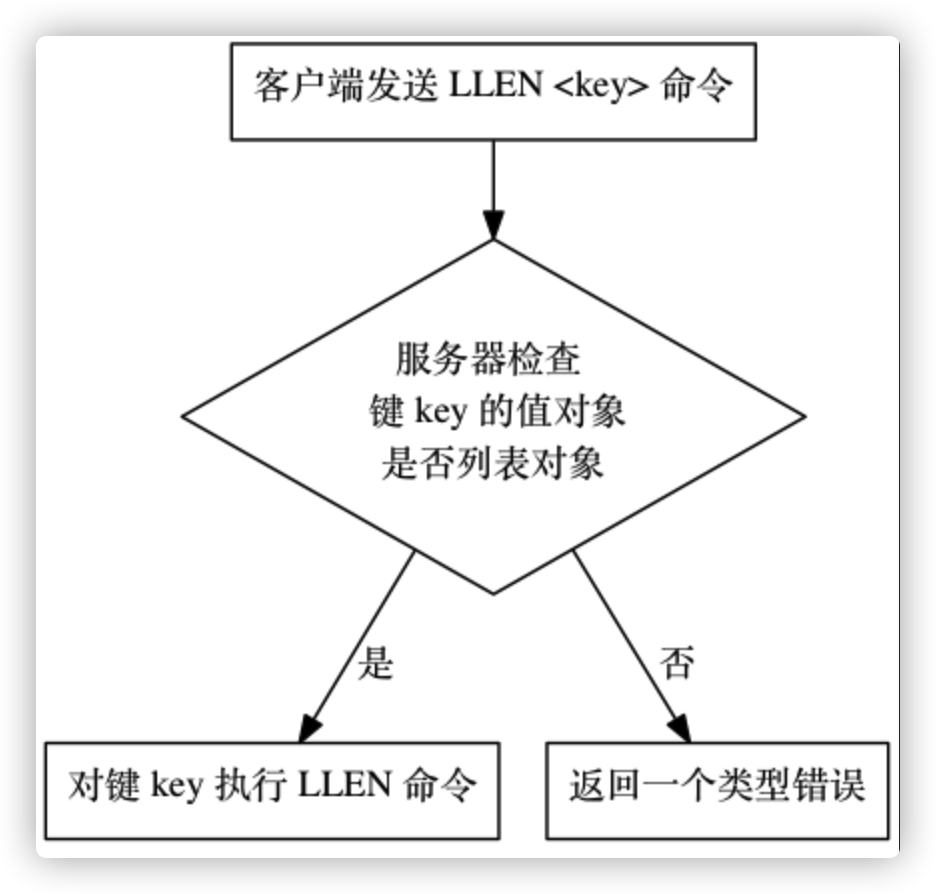 客户端发送 LLEN <key> 命令
服务器检查
键 key 的值对象
是否列表对象
是
否
对键 key 执行 LLEN 命令
返回一个类型错误